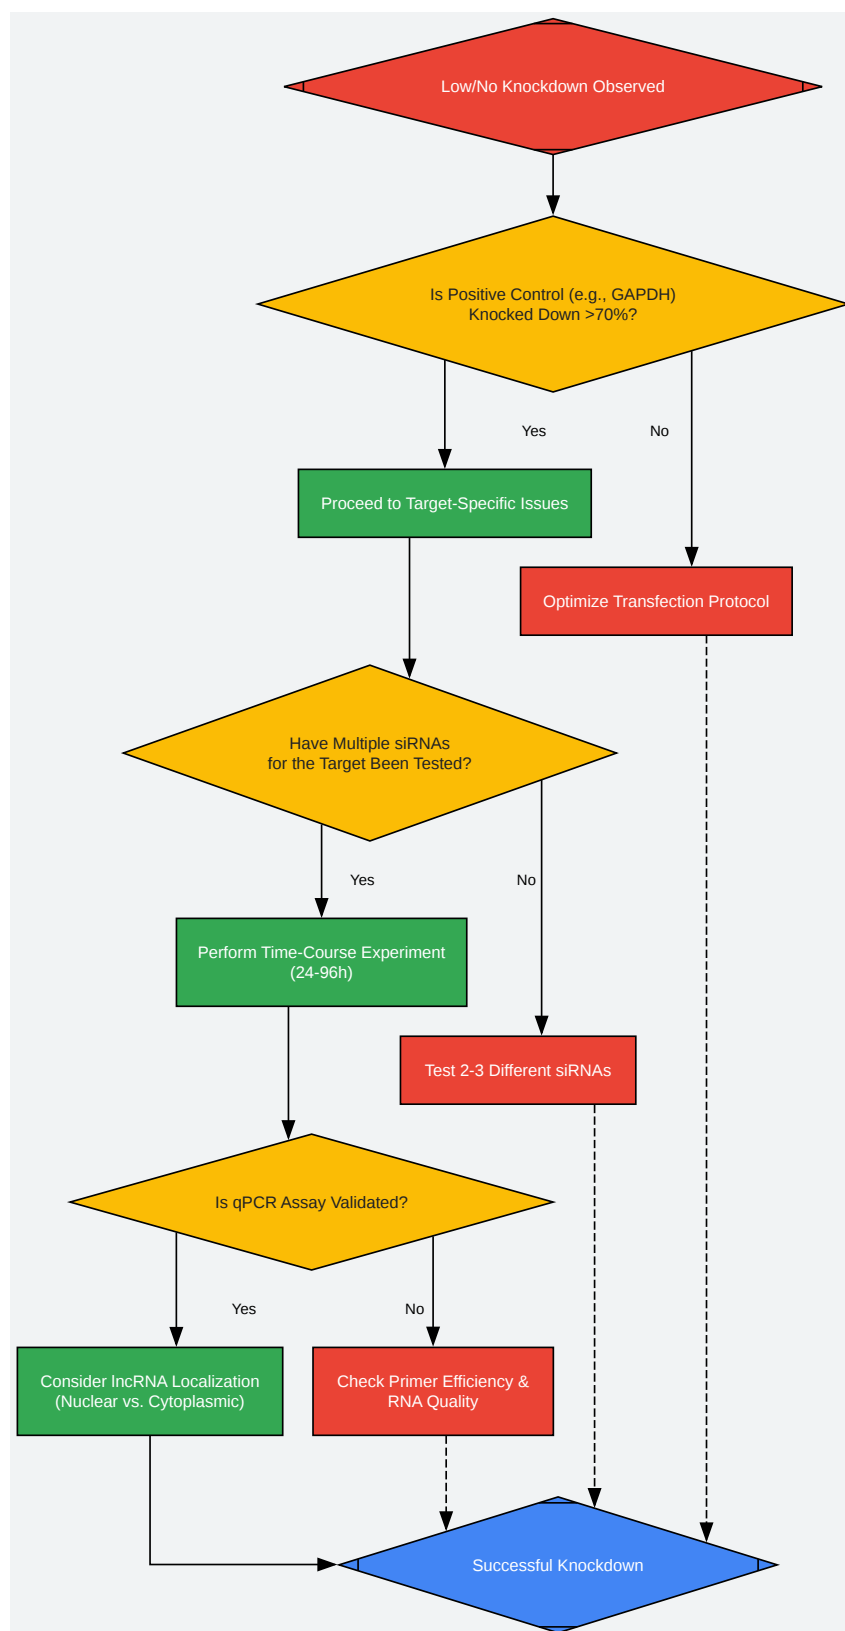 Low/No Knockdown Observed
Is Positive Control (e.g., GAPDH)
Knocked Down >70%?
Yes
No
Proceed to Target-Specific Issues
Optimize Transfection Protocol
Have Multiple siRNAs
for the Target Been Tested?
Yes
No
Perform Time-Course Experiment
(24-96h)
Test 2-3 Different siRNAs
Is qPCR Assay Validated?
Yes
No
Consider lncRNA Localization
(Nuclear vs. Cytoplasmic)
Check Primer Efficiency &
RNA Quality
Successful Knockdown